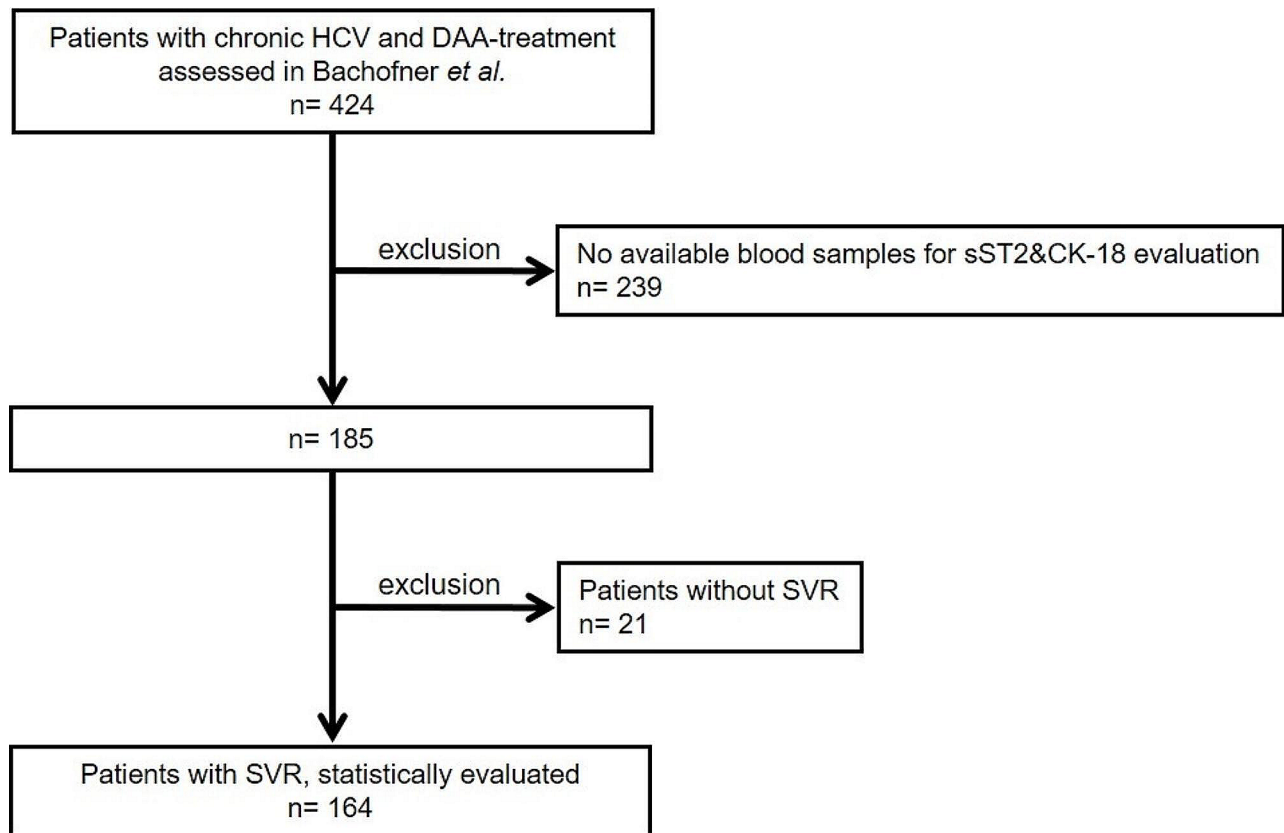 Patients with chronic HCV and DAA-treatment
assessed in Bachofner et al.
n= 424
exclusion
No available blood samples for sST2&CK-18 evaluation
n= 239
n= 185
exclusion
Patients without SVR
n= 21
Patients with SVR, statistically evaluated
n= 164